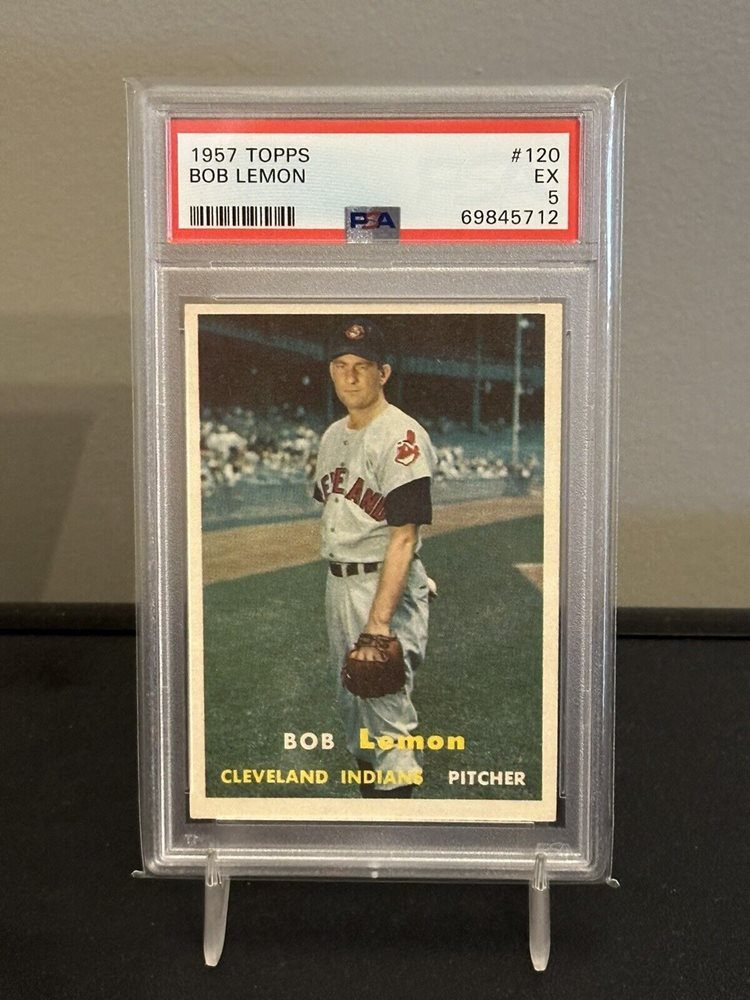 1957 TOPPS #120
BOB LEMON EX
5
PSA 69845712
BOB Lemon
CLEVELAND INDIANS PITCHER